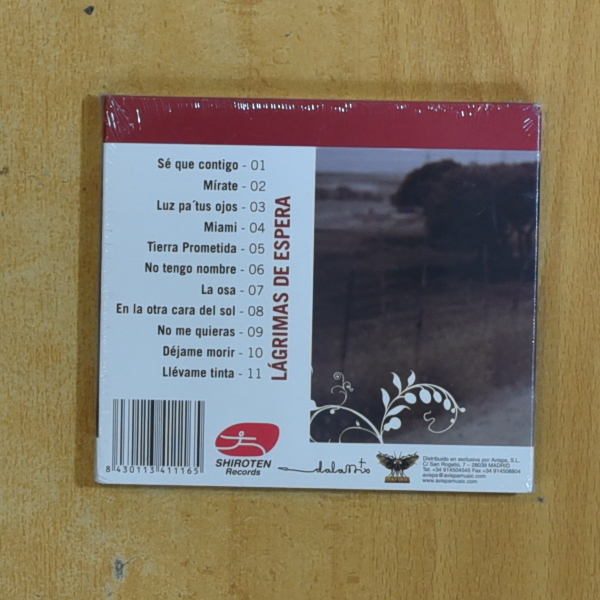 Sé que contigo - 01
Mírate - 02
Luz pa´tus ojos - 03
Miami - 04
Tierra Prometida - 05
No tengo nombre - 06
La osa - 07
En la otra cara del sol - 08
No me quieras - 09
Déjame morir - 10
Llévame tinta - 11
LÁGRIMAS DE ESPERA
8 430113 411165
SHIROTEN
Records
Distribuido en exclusiva por Avispa, S.L.
C/ San Rogelio, 7 – 28039 MADRID
www.avispamusic.com